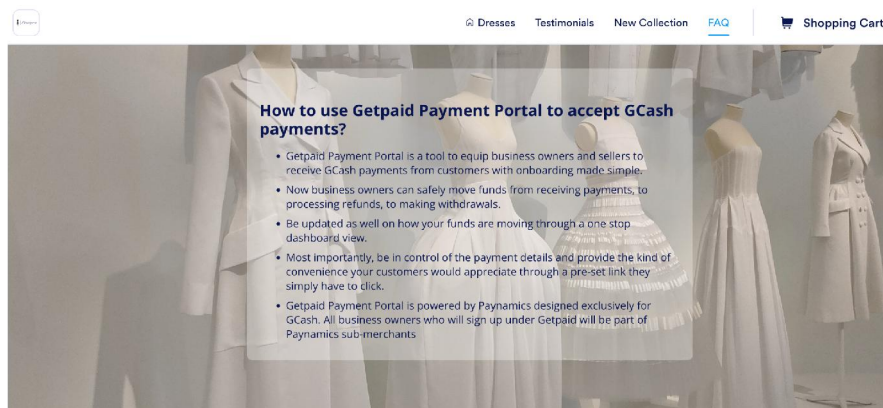 Dresses
Testimonials
New Collection
FAQ
Shopping Cart
How to use Getpaid Payment Portal to accept GCash
payments?
• Getpaid Payment Portal is a tool to equip business owners and sellers to
receive GCash payments from customers with onboarding made simple.
• Now business owners can safely move funds from receiving payments, to
processing refunds, to making withdrawals.
• Be updated as well on how your funds are moving through a one stop
dashboard view.
• Most importantly, be in control of the payment details and provide the kind of
convenience your customers would appreciate through a pre-set link they
simply have to click.
• Getpaid Payment Portal is powered by Paynamics designed exclusively for
GCash. All business owners who will sign up under Getpaid will be part of
Paynamics sub-merchants